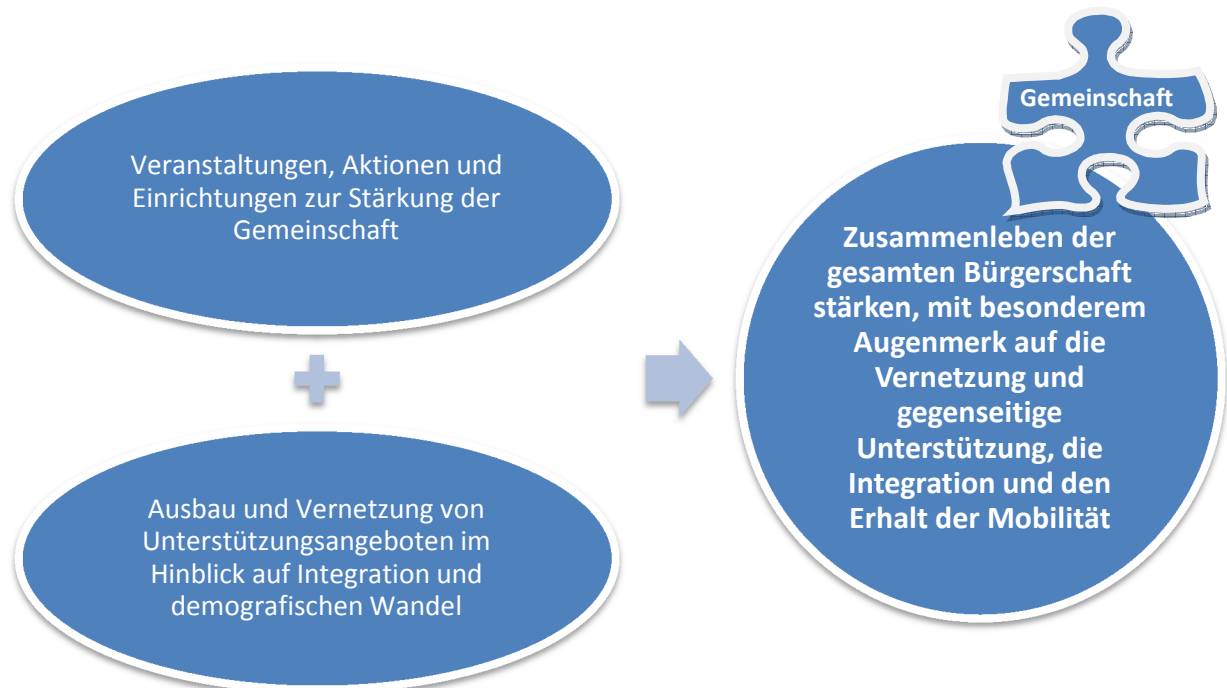 Veranstaltungen, Aktionen und
Einrichtungen zur Stärkung der
Gemeinschaft
Ausbau und Vernetzung von
Unterstützungsangeboten im
Hinblick auf Integration und
demografischen Wandel
Gemeinschaft
Zusammenleben der
gesamten Bürgerschaft
stärken, mit besonderem
Augenmerk auf die
Vernetzung und
gegenseitige
Unterstützung, die
Integration und den
Erhalt der Mobilität